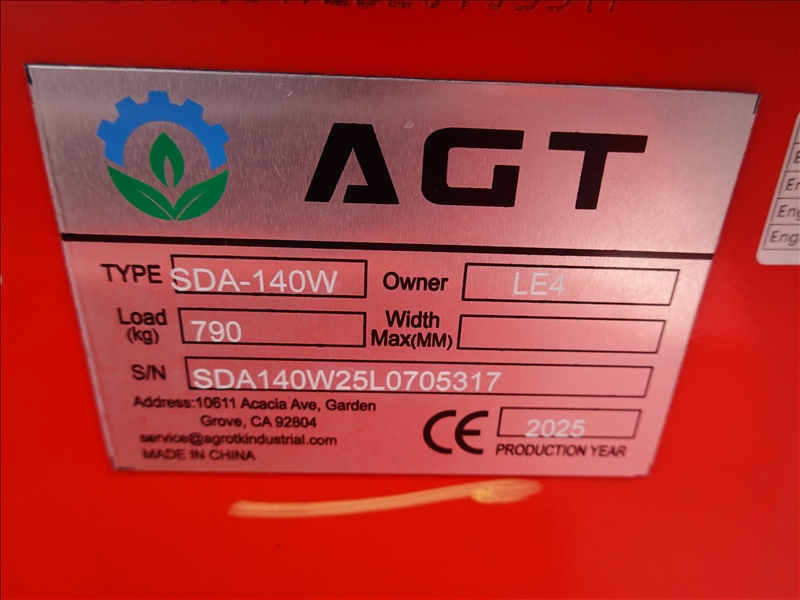 AGT
TYPE SDA-140W Owner LE4
Load (kg) 790 Width Max(MM)
S/N SDA140W25L0705317
Address:10611 Acacia Ave, Garden
Grove, CA 92804
service@agrotkindustrial.com
MADE IN CHINA
CE 2025
PRODUCTION YEAR